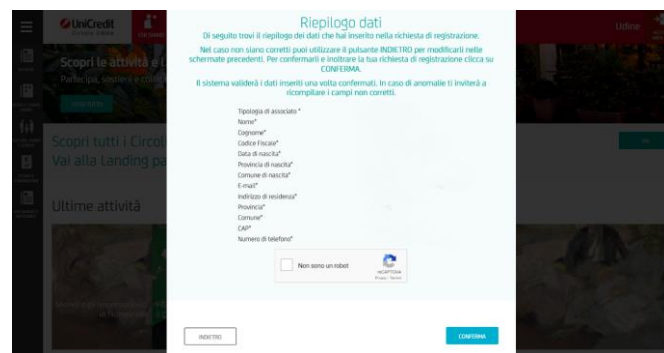 Riepilogo dati
Di seguito trovi il riepilogo dei dati che hai inserito nella richiesta di registrazione.
Nel caso non siano corretti puoi utilizzare il pulsante INDIETRO per modificarli nelle
schermate precedenti. Per confermarli e inoltrare la tua richiesta di registrazione clicca su
CONFERMA.
Il sistema validerà i dati inseriti una volta confermati. In caso di anomalie ti inviterà a
ricompilare i campi non corretti.
Tipologia di associato *
Nome*
Cognome*
Codice Fiscale*
Data di nascita*
Provincia di nascita*
Comune di nascita*
E-mail*
Indirizzo di residenza*
Provincia*
Comune*
CAP*
Numero di telefono*
Non sono un robot
reCAPTCHA
Privacy - Termini
INDIETRO
CONFERMA
UniCredit
Udine
Scopri le attività e i
Partecipa, sostieni e
Scopri tutti i Circoli
Vai alla Landing pa
Ultime attività